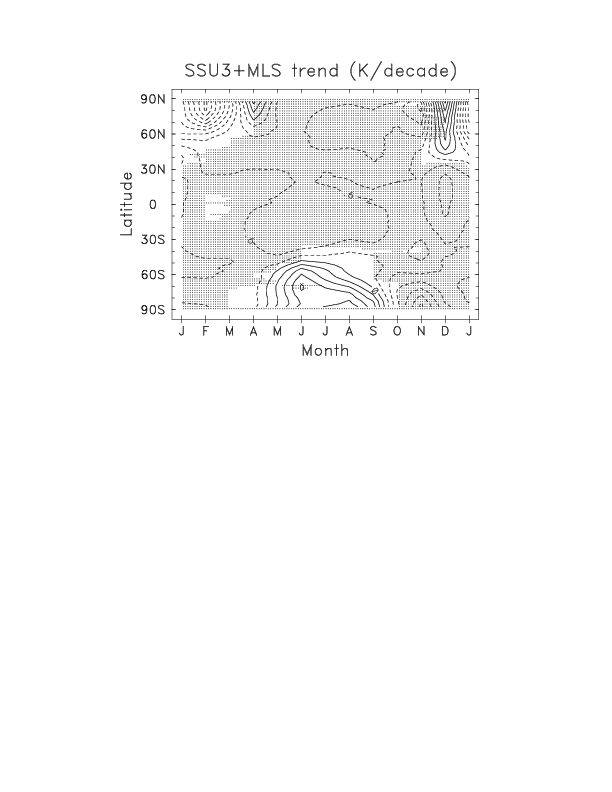 SSU3+MLS trend (K/decade)
90N
60N
30N
0
30S
60S
90S
Latitude
J F M A M J J A S O N D J
Month